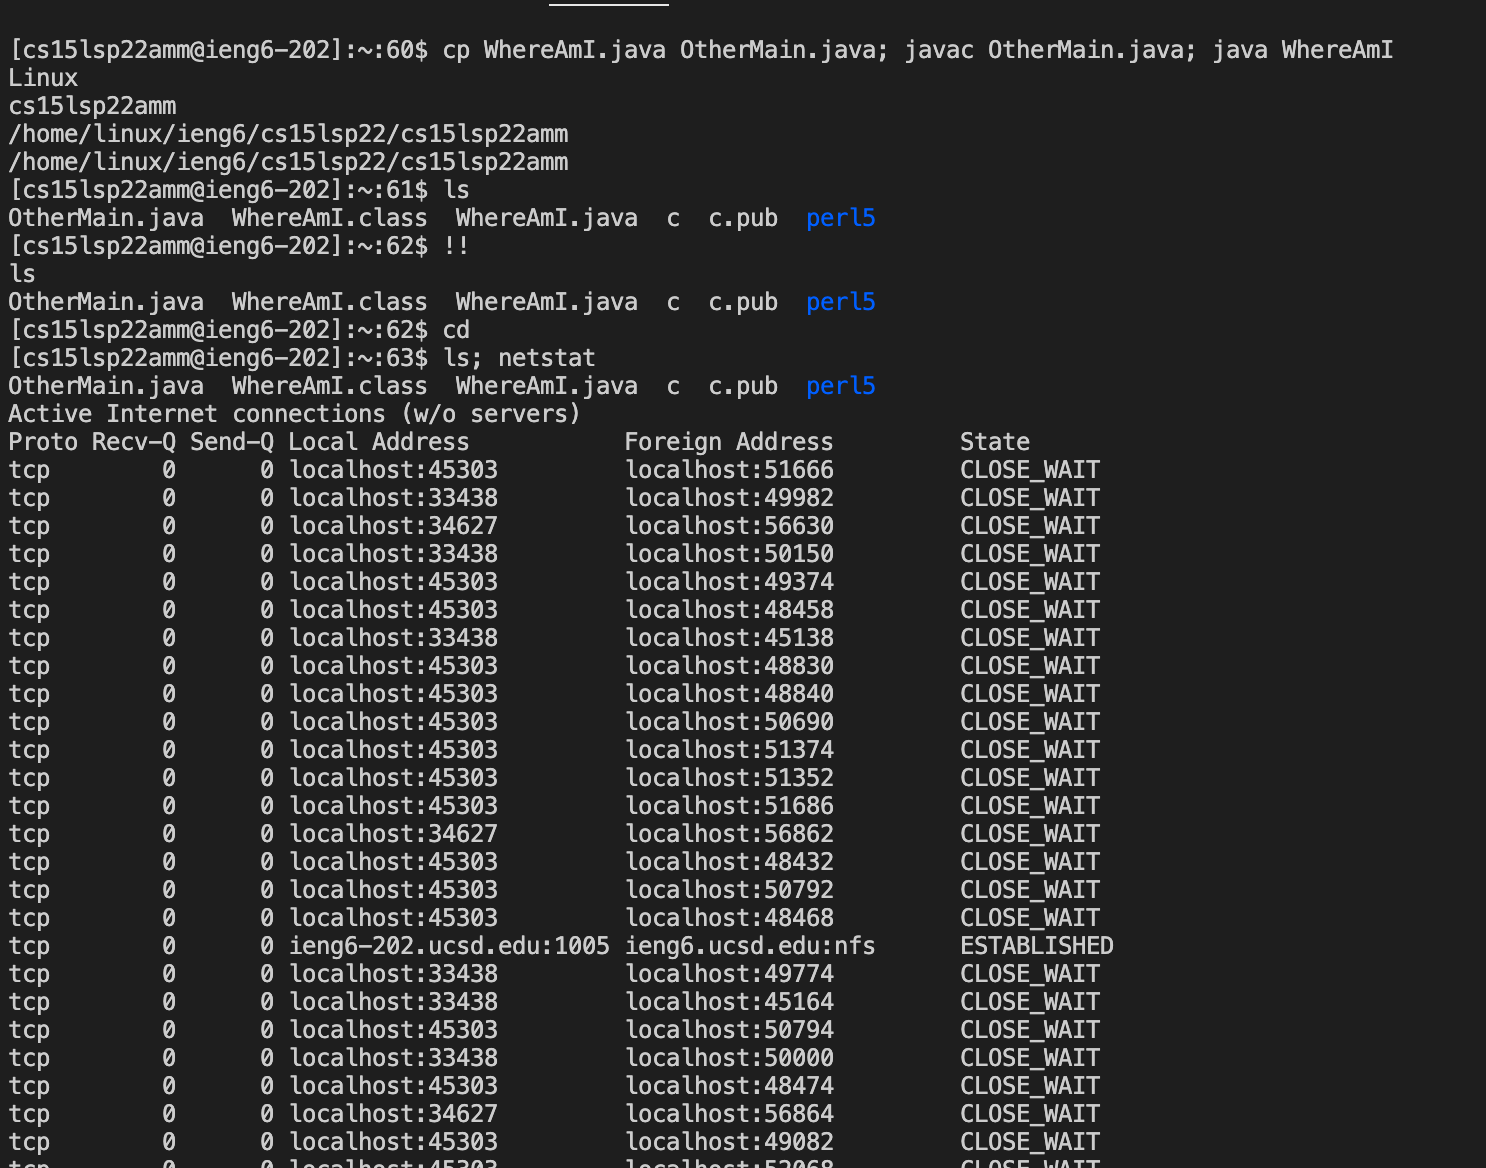 [cs15lsp22amm@ieng6-202]:~:60$ cp WhereAmI.java OtherMain.java; javac OtherMain.java; java WhereAmI
Linux
cs15lsp22amm
/home/linux/ieng6/cs15lsp22/cs15lsp22amm
/home/linux/ieng6/cs15lsp22/cs15lsp22amm
[cs15lsp22amm@ieng6-202]:~:61$ ls
OtherMain.java  WhereAmI.class  WhereAmI.java  c  c.pub  perl5
[cs15lsp22amm@ieng6-202]:~:62$ !!
ls
OtherMain.java  WhereAmI.class  WhereAmI.java  c  c.pub  perl5
[cs15lsp22amm@ieng6-202]:~:62$ cd
[cs15lsp22amm@ieng6-202]:~:63$ ls; netstat
OtherMain.java  WhereAmI.class  WhereAmI.java  c  c.pub  perl5
Active Internet connections (w/o servers)
Proto Recv-Q Send-Q Local Address           Foreign Address         State
tcp        0      0 localhost:45303         localhost:51666         CLOSE_WAIT
tcp        0      0 localhost:33438         localhost:49982         CLOSE_WAIT
tcp        0      0 localhost:34627         localhost:56630         CLOSE_WAIT
tcp        0      0 localhost:33438         localhost:50150         CLOSE_WAIT
tcp        0      0 localhost:45303         localhost:49374         CLOSE_WAIT
tcp        0      0 localhost:45303         localhost:48458         CLOSE_WAIT
tcp        0      0 localhost:33438         localhost:45138         CLOSE_WAIT
tcp        0      0 localhost:45303         localhost:48830         CLOSE_WAIT
tcp        0      0 localhost:45303         localhost:48840         CLOSE_WAIT
tcp        0      0 localhost:45303         localhost:50690         CLOSE_WAIT
tcp        0      0 localhost:45303         localhost:51374         CLOSE_WAIT
tcp        0      0 localhost:45303         localhost:51352         CLOSE_WAIT
tcp        0      0 localhost:45303         localhost:51686         CLOSE_WAIT
tcp        0      0 localhost:34627         localhost:56862         CLOSE_WAIT
tcp        0      0 localhost:45303         localhost:48432         CLOSE_WAIT
tcp        0      0 localhost:45303         localhost:50792         CLOSE_WAIT
tcp        0      0 localhost:45303         localhost:48468         CLOSE_WAIT
tcp        0      0 ieng6-202.ucsd.edu:1005 ieng6.ucsd.edu:nfs      ESTABLISHED
tcp        0      0 localhost:33438         localhost:49774         CLOSE_WAIT
tcp        0      0 localhost:33438         localhost:45164         CLOSE_WAIT
tcp        0      0 localhost:45303         localhost:50794         CLOSE_WAIT
tcp        0      0 localhost:33438         localhost:50000         CLOSE_WAIT
tcp        0      0 localhost:45303         localhost:48474         CLOSE_WAIT
tcp        0      0 localhost:34627         localhost:56864         CLOSE_WAIT
tcp        0      0 localhost:45303         localhost:49082         CLOSE_WAIT